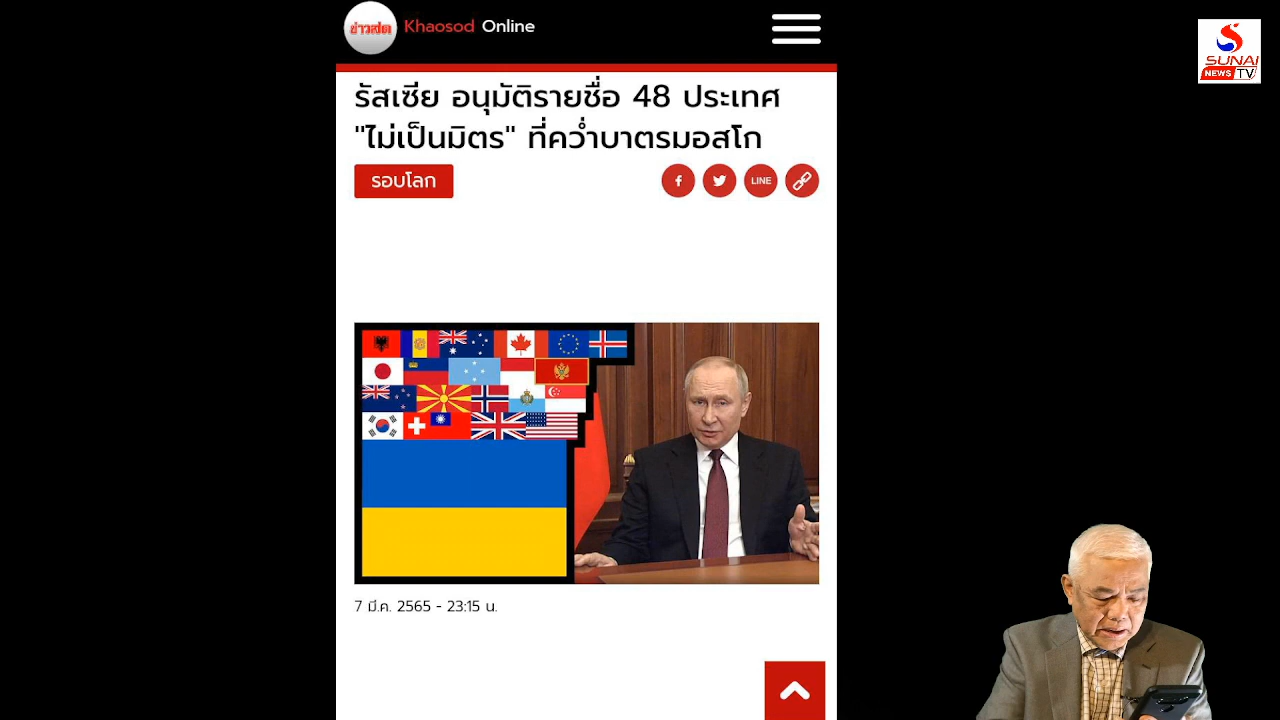 ข่าวสด
Khaosod Online
SUNAI
NEWS TV
รัสเซีย อนุมัติรายชื่อ 48 ประเทศ
"ไม่เป็นมิตร" ที่คว่ำบาตรมอสโก
รอบโลก
LINE
7 มี.ค. 2565 - 23:15 น.